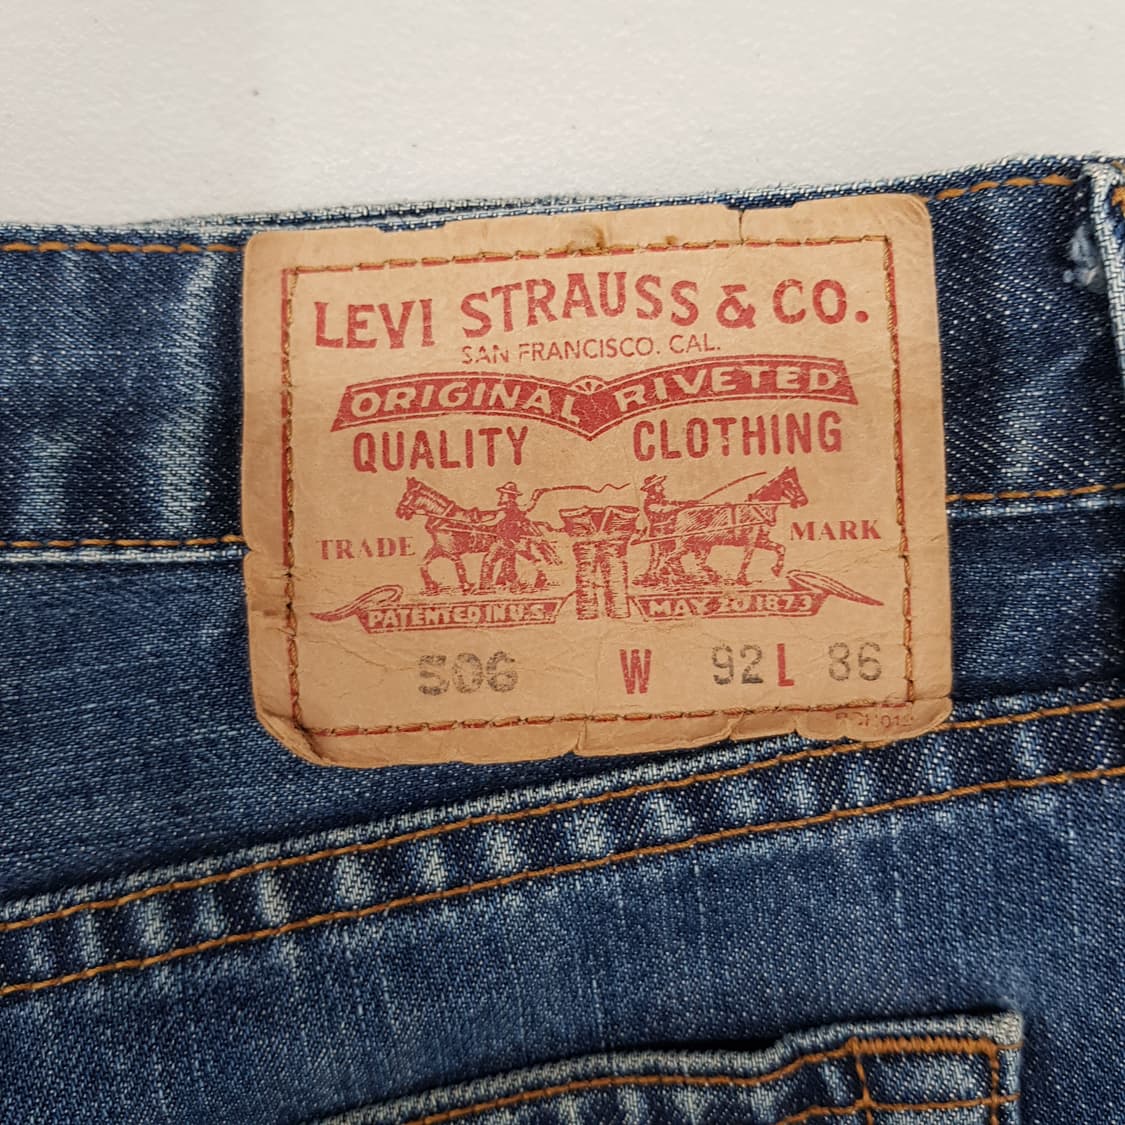 LEVI STRAUSS & CO.
SAN FRANCISCO. CAL.
ORIGINAL RIVETED
QUALITY CLOTHING
TRADE MARK
PATENTED IN U.S. MAY 20 1873
506 W 92 L 86